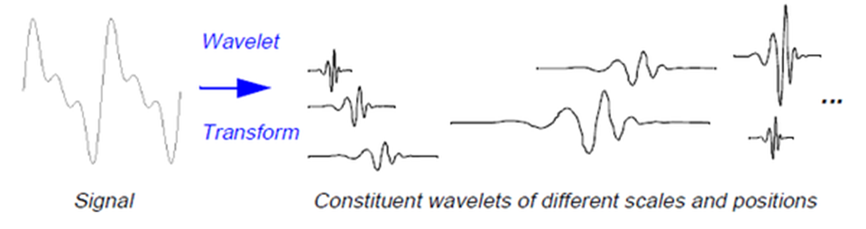 Wavelet
Transform
...
Signal
Constituent wavelets of different scales and positions